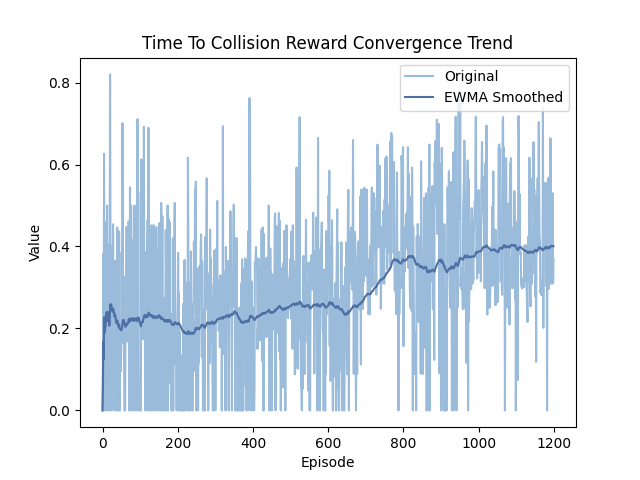 Time To Collision Reward Convergence Trend
Original
EWMA Smoothed
Value
0.8
0.6
0.4
0.2
0.0
0 200 400 600 800 1000 1200
Episode